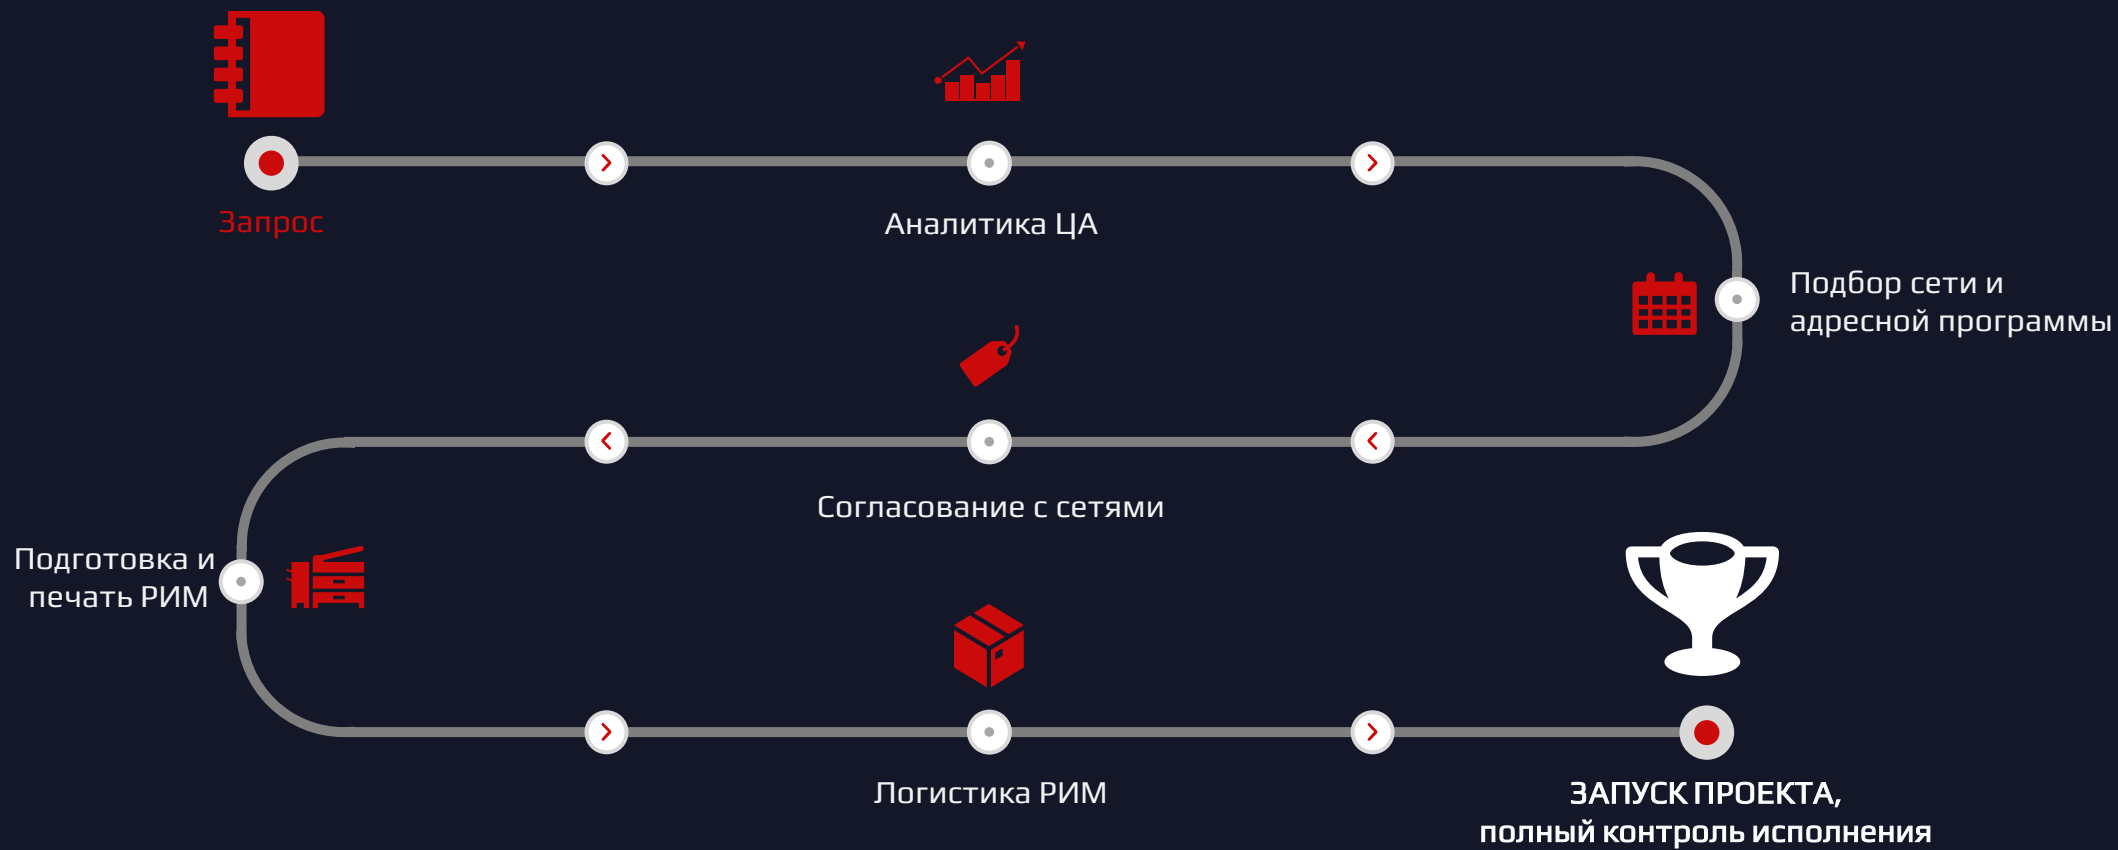 Запрос
Аналитика ЦА
Подбор сети и
адресной программы
Согласование с сетями
Подготовка и
печать РИМ
Логистика РИМ
ЗАПУСК ПРОЕКТА,
полный контроль исполнения